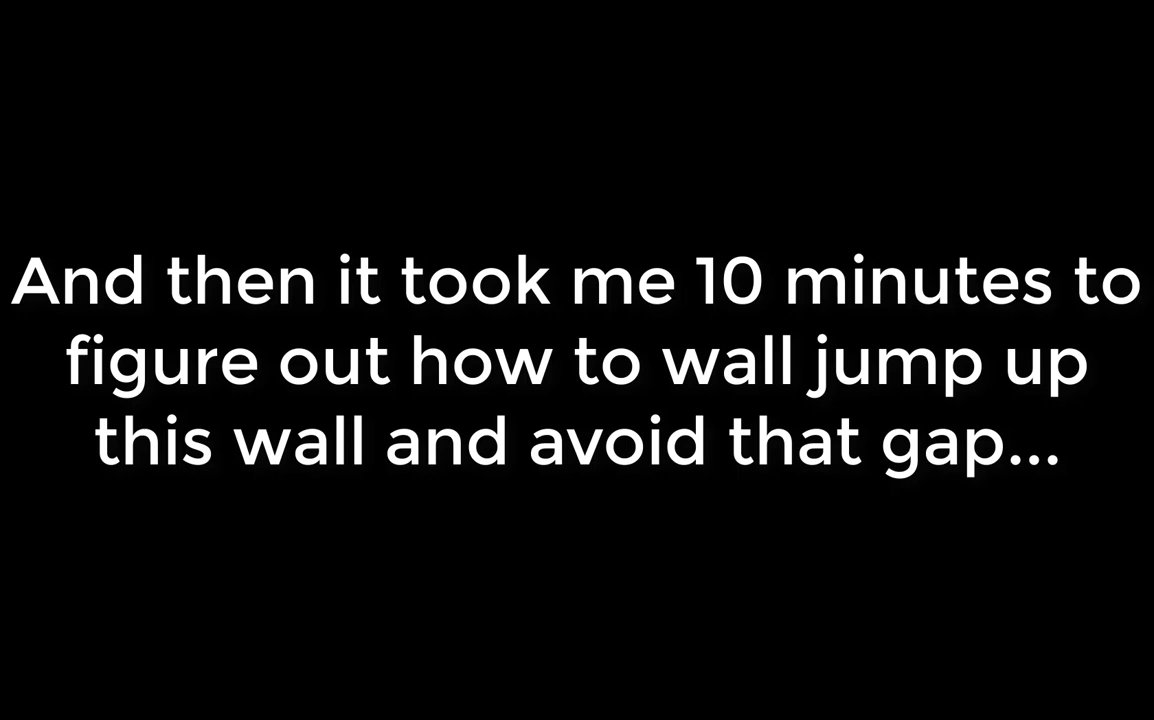 And then it took me 10 minutes to
figure out how to wall jump up
this wall and avoid that gap...